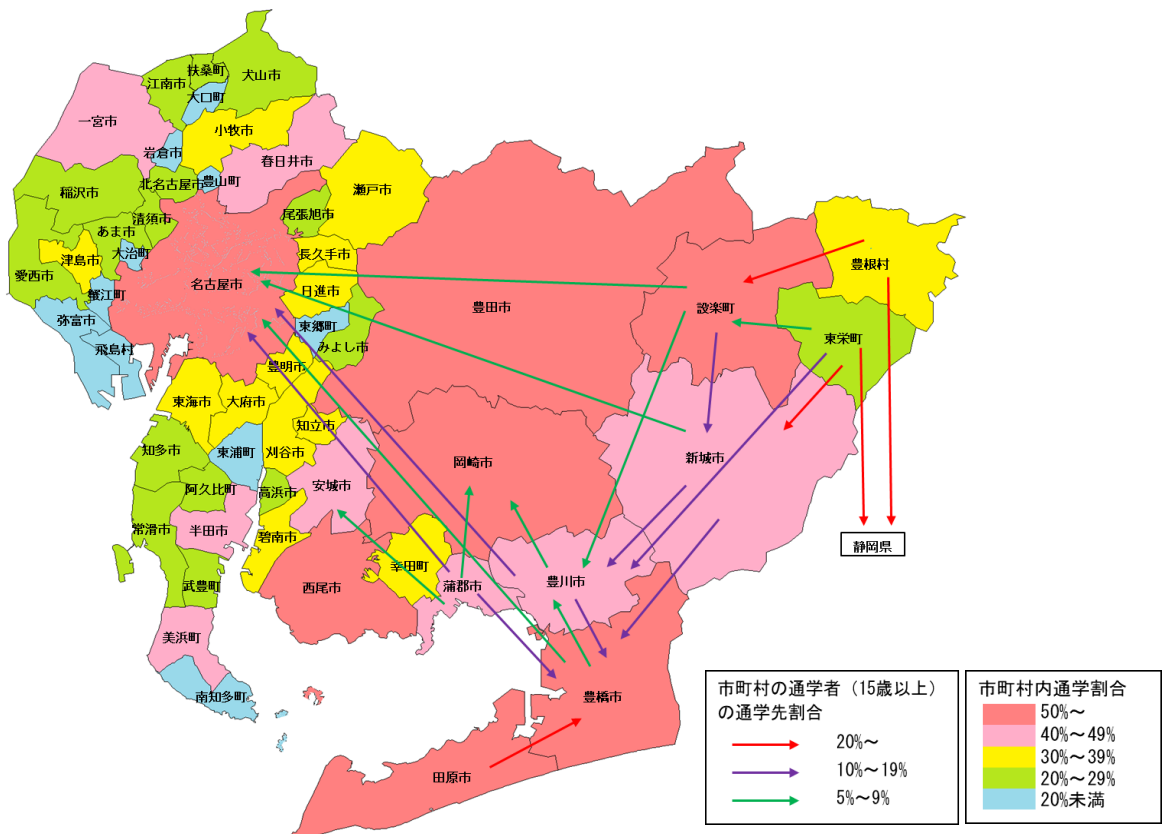 扶桑町
犬山市
江南市
大口町
一宮市
小牧市
岩倉市
春日井市
北名古屋市
豊山町
瀬戸市
稲沢市
尾張旭市
清須市
あま市
大治町
津島市
愛西市
長久手市
豊根村
名古屋市
日進市
蟹江町
豊田市
設楽町
弥富市
東郷町
東栄町
飛島村
みよし市
豊明市
東海市
大府市
知立市
知多市
東浦町
刈谷市
岡崎市
新城市
阿久比町
高浜市
安城市
常滑市
半田市
碧南市
静岡県
武豊町
西尾市
幸田町
蒲郡市
豊川市
美浜町
南知多町
豊橋市
田原市
市町村の通学者(15歳以上)
の通学先割合
20%~
10%~19%
5%~9%
市町村内通学割合
50%~
40%~49%
30%~39%
20%~29%
20%未満